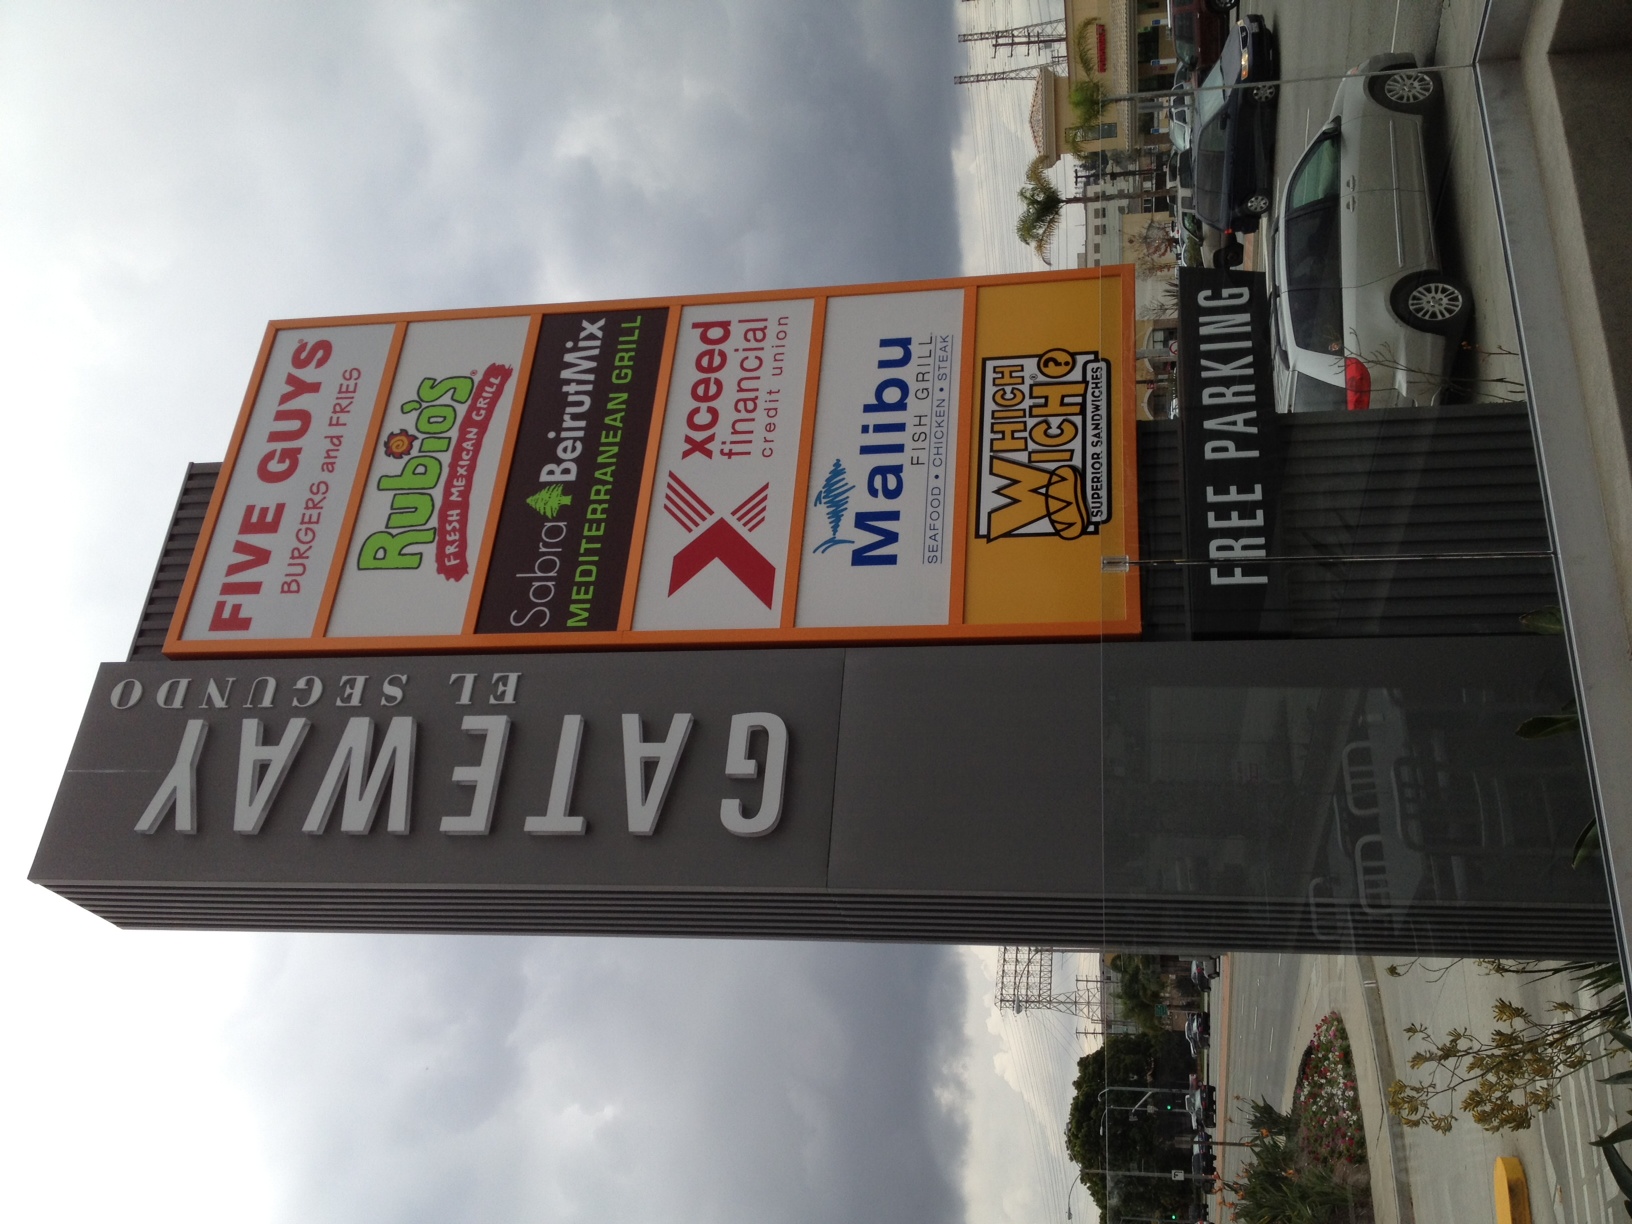 GATEWAY
EL SEGUNDO
FIVE GUYS®
BURGERS and FRIES
Rubio's®
FRESH MEXICAN GRILL
Sabra BeirutMix
MEDITERRANEAN GRILL
xceed
financial
credit union
Malibu
FISH GRILL
SEAFOOD • CHICKEN • STEAK
WHICH
WICH®?
SUPERIOR SANDWICHES
FREE PARKING